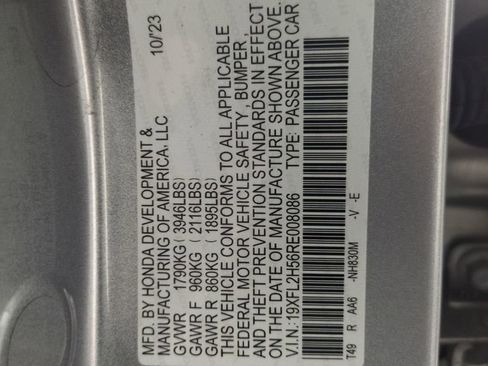 MFD. BY HONDA DEVELOPMENT & 10/'23
MANUFACTURING OF AMERICA, LLC
GVWR 1790KG ( 3946LBS)
GAWR F 960KG ( 2116LBS)
GAWR R 860KG ( 1895LBS)
THIS VEHICLE CONFORMS TO ALL APPLICABLE
FEDERAL MOTOR VEHICLE SAFETY , BUMPER ,
AND THEFT PREVENTION STANDARDS IN EFFECT
ON THE DATE OF MANUFACTURE SHOWN ABOVE.
V.I.N.:19XFL2H56RE008086 TYPE: PASSENGER CAR
T49 R AA6 -NH830M -V -E